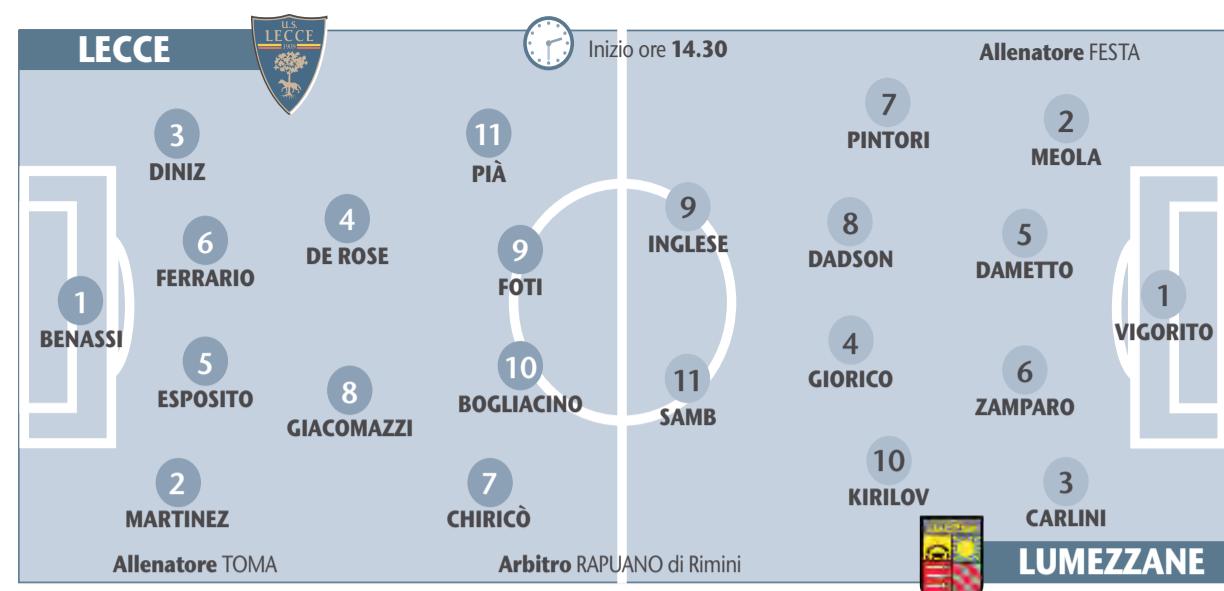 LECCE
U.S.
LECCE
1908
Inizio ore 14.30
Allenatore FESTA
3
DINIZ
6
FERRARIO
1
BENASSI
5
ESPOSITO
2
MARTINEZ
4
DE ROSE
8
GIACOMAZZI
11
PIÀ
9
FOTI
10
BOGLIACINO
7
CHIRICÒ
9
INGLESE
11
SAMB
7
PINTORI
8
DADSON
4
GIORICO
10
KIRILOV
2
MEOLA
5
DAMETTO
6
ZAMPARO
3
CARLINI
1
VIGORITO
Allenatore TOMA
Arbitro RAPUANO di Rimini
LUMEZZANE